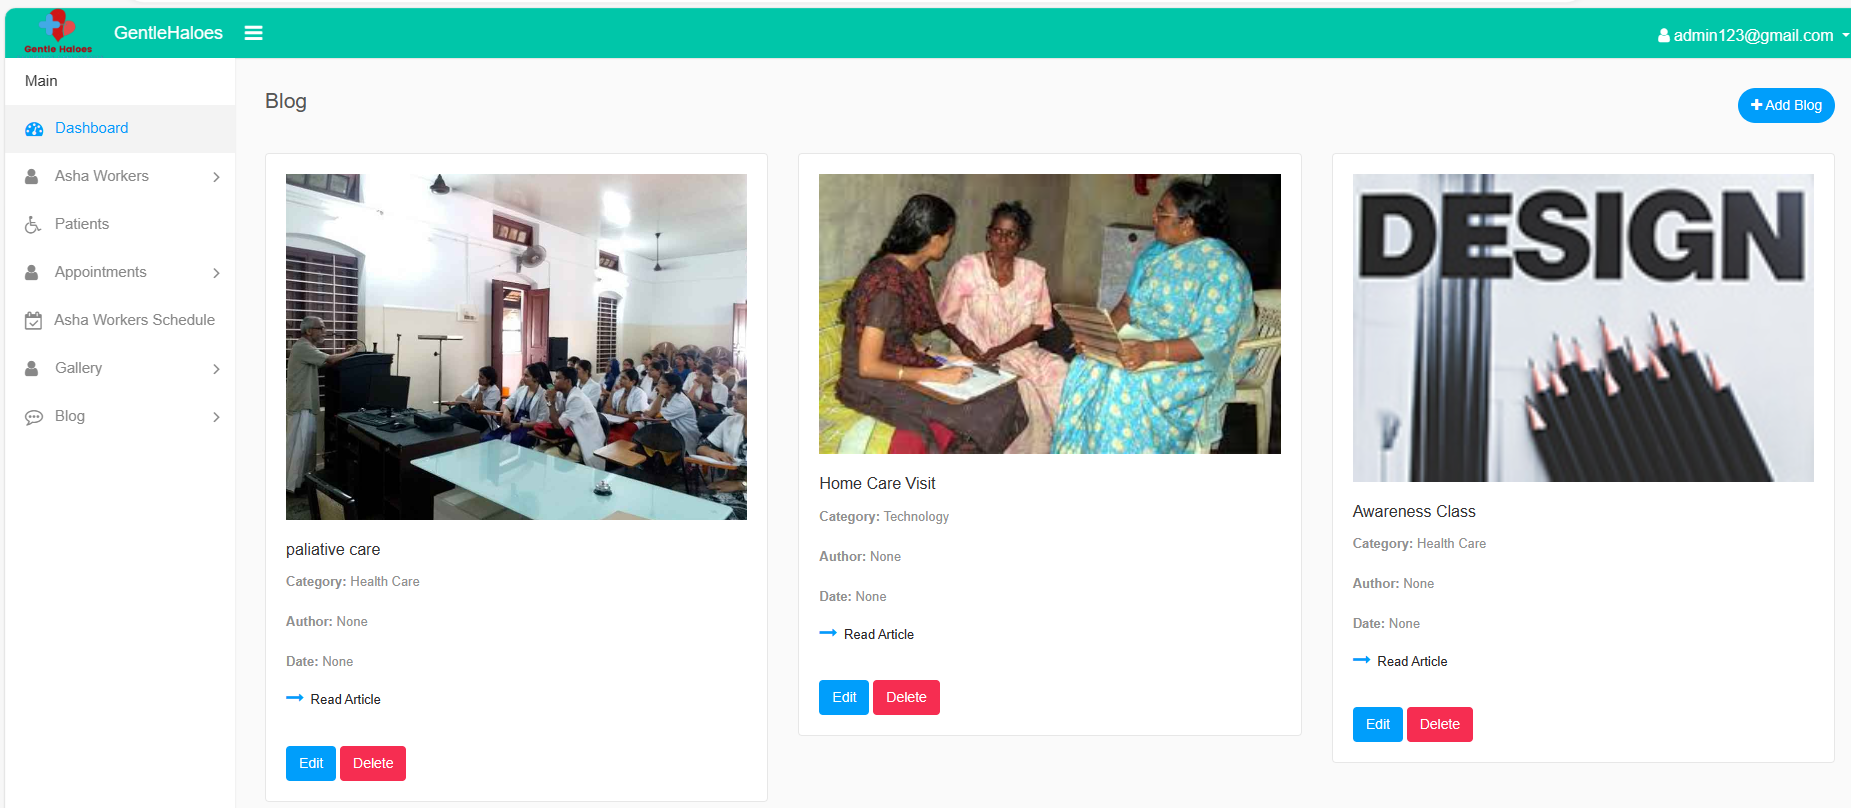 Gentle Haloes
GentleHaloes
admin123@gmail.com
Main
Dashboard
Asha Workers
Patients
Appointments
Asha Workers Schedule
Gallery
Blog
Blog
Add Blog
paliative care
Category: Health Care
Author: None
Date: None
Read Article
Edit Delete
Home Care Visit
Category: Technology
Author: None
Date: None
Read Article
Edit Delete
DESIGN
Awareness Class
Category: Health Care
Author: None
Date: None
Read Article
Edit Delete